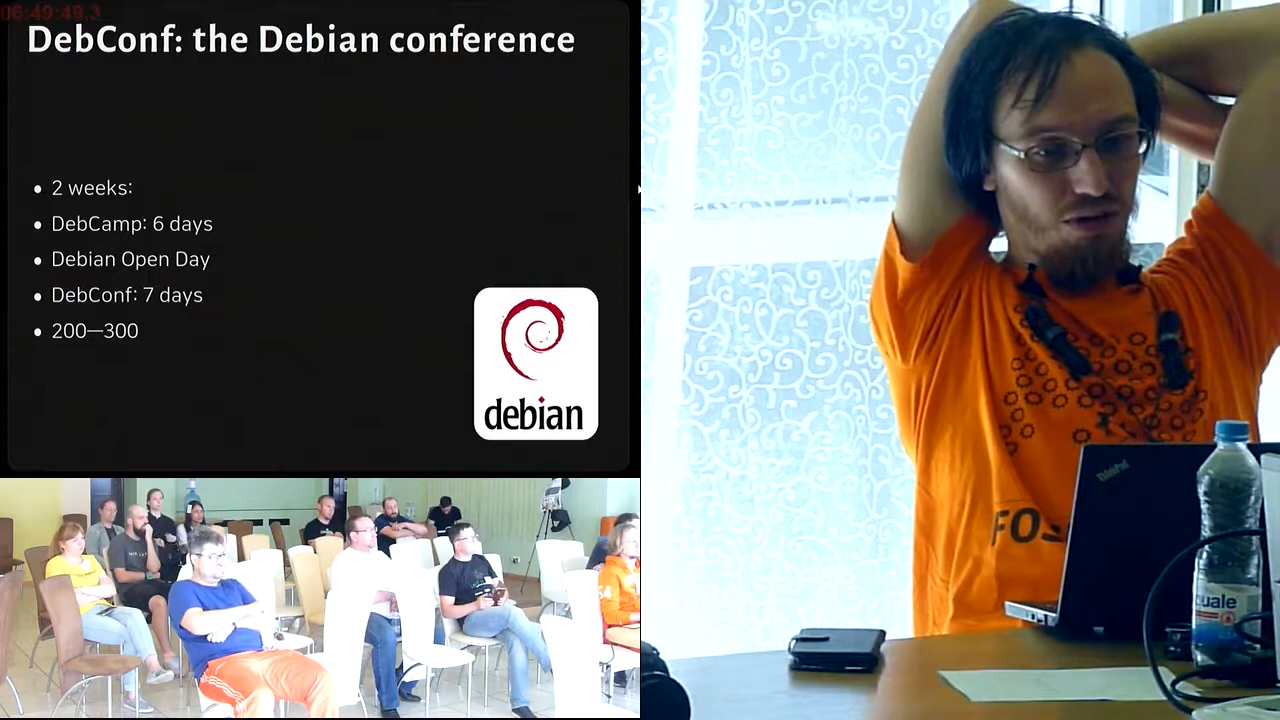 06:49:49.3
DebConf: the Debian conference
• 2 weeks:
• DebCamp: 6 days
• Debian Open Day
• DebConf: 7 days
• 200—300
debian
ThinkPad
FOS
quale